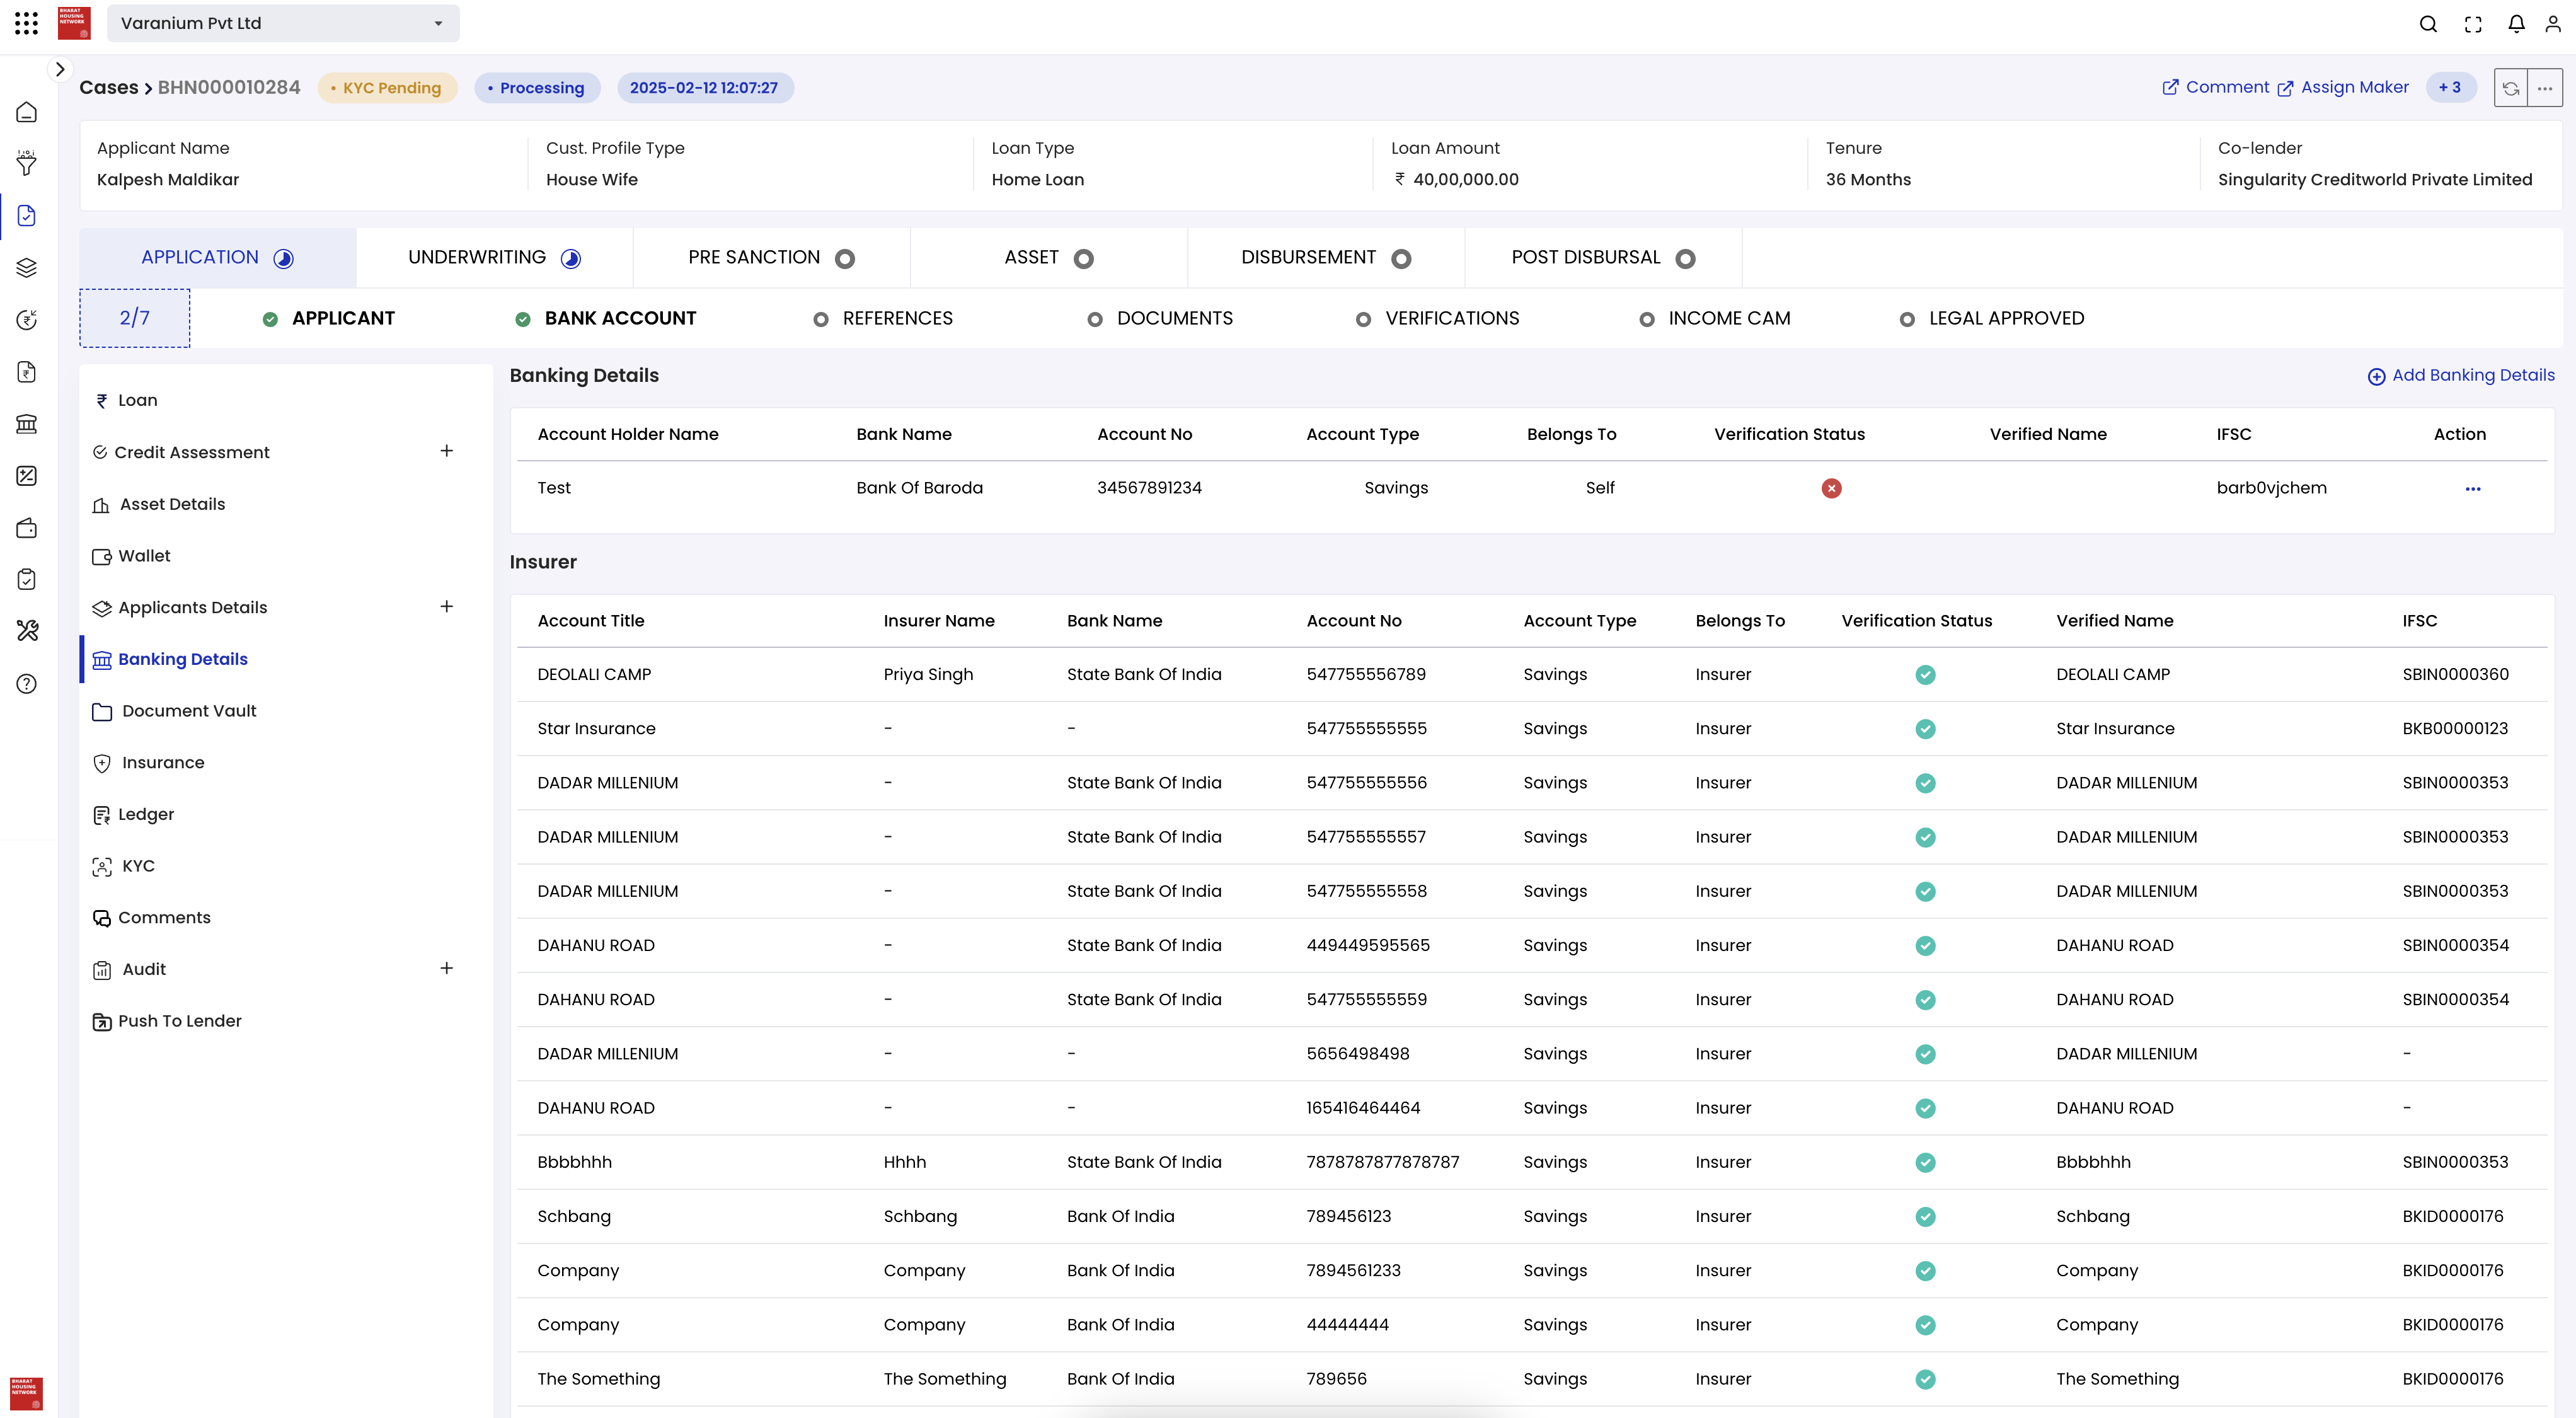 BHARAT HOUSING NETWORK
Varanium Pvt Ltd
Cases > BHN000010284 • KYC Pending • Processing 2025-02-12 12:07:27 Comment Assign Maker + 3
Applicant Name Cust. Profile Type Loan Type Loan Amount Tenure Co-lender
Kalpesh Maldikar House Wife Home Loan ₹ 40,00,000.00 36 Months Singularity Creditworld Private Limited
APPLICATION UNDERWRITING PRE SANCTION ASSET DISBURSEMENT POST DISBURSAL
2/7 APPLICANT BANK ACCOUNT REFERENCES DOCUMENTS VERIFICATIONS INCOME CAM LEGAL APPROVED
₹ Loan
Credit Assessment +
Asset Details
Wallet
Applicants Details +
Banking Details
Document Vault
Insurance
Ledger
KYC
Comments
Audit +
Push To Lender
Banking Details Add Banking Details
Account Holder Name Bank Name Account No Account Type Belongs To Verification Status Verified Name IFSC Action
Test Bank Of Baroda 34567891234 Savings Self barb0vjchem ...
Insurer
Account Title Insurer Name Bank Name Account No Account Type Belongs To Verification Status Verified Name IFSC
DEOLALI CAMP Priya Singh State Bank Of India 547755556789 Savings Insurer DEOLALI CAMP SBIN0000360
Star Insurance - - 547755555555 Savings Insurer Star Insurance BKB00000123
DADAR MILLENIUM - State Bank Of India 547755555556 Savings Insurer DADAR MILLENIUM SBIN0000353
DADAR MILLENIUM - State Bank Of India 547755555557 Savings Insurer DADAR MILLENIUM SBIN0000353
DADAR MILLENIUM - State Bank Of India 547755555558 Savings Insurer DADAR MILLENIUM SBIN0000353
DAHANU ROAD - State Bank Of India 449449595565 Savings Insurer DAHANU ROAD SBIN0000354
DAHANU ROAD - State Bank Of India 547755555559 Savings Insurer DAHANU ROAD SBIN0000354
DADAR MILLENIUM - - 5656498498 Savings Insurer DADAR MILLENIUM -
DAHANU ROAD - - 165416464464 Savings Insurer DAHANU ROAD -
Bbbbhhh Hhhh State Bank Of India 7878787877878787 Savings Insurer Bbbbhhh SBIN0000353
Schbang Schbang Bank Of India 789456123 Savings Insurer Schbang BKID0000176
Company Company Bank Of India 7894561233 Savings Insurer Company BKID0000176
Company Company Bank Of India 44444444 Savings Insurer Company BKID0000176
The Something The Something Bank Of India 789656 Savings Insurer The Something BKID0000176
BHARAT HOUSING NETWORK